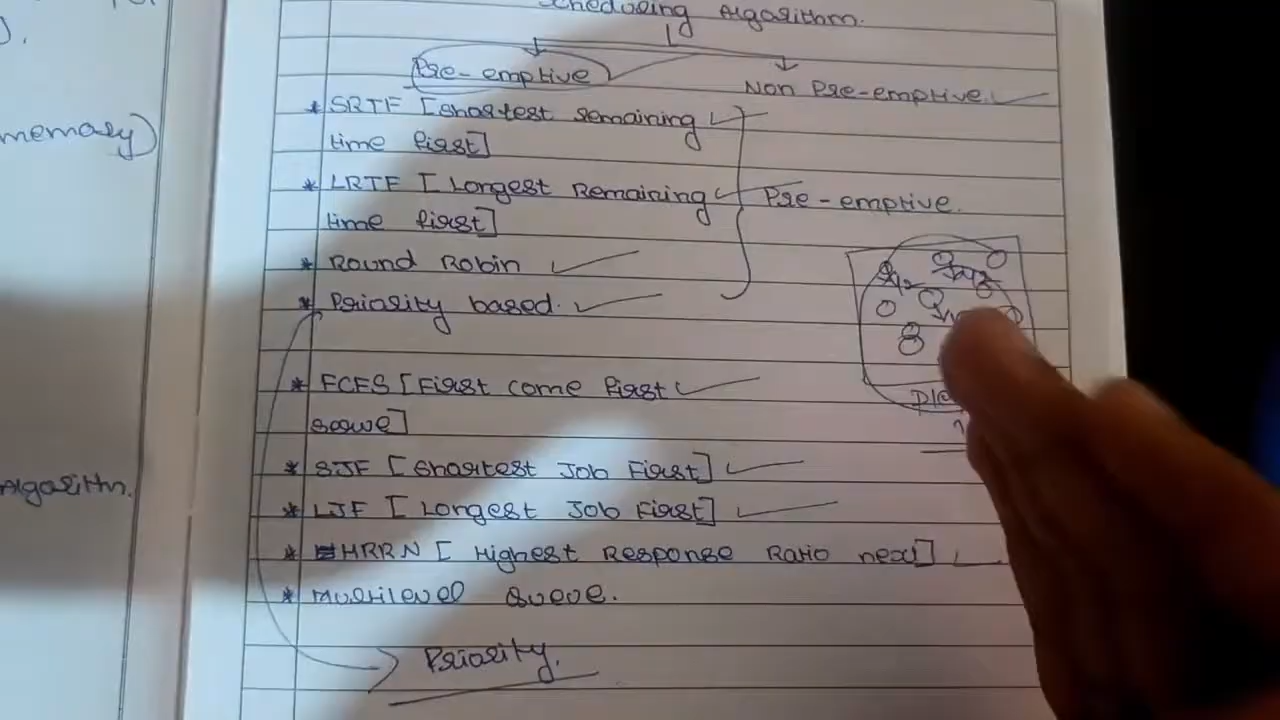 ).
memory)
Algorithm.
Scheduling Algorithm.
Pre-emptive
Non Pre-emptive.
* SRTF [Shortest remaining
time first]
* LRTF [Longest Remaining
time first]
Pre-emptive.
* Round Robin
* Priority based.
* FCFS [First come first
serve]
* SJF [Shortest Job First]
* LJF [Longest Job First]
* HRRN [Highest Response Ratio next]
* Multilevel Queue.
Priority.